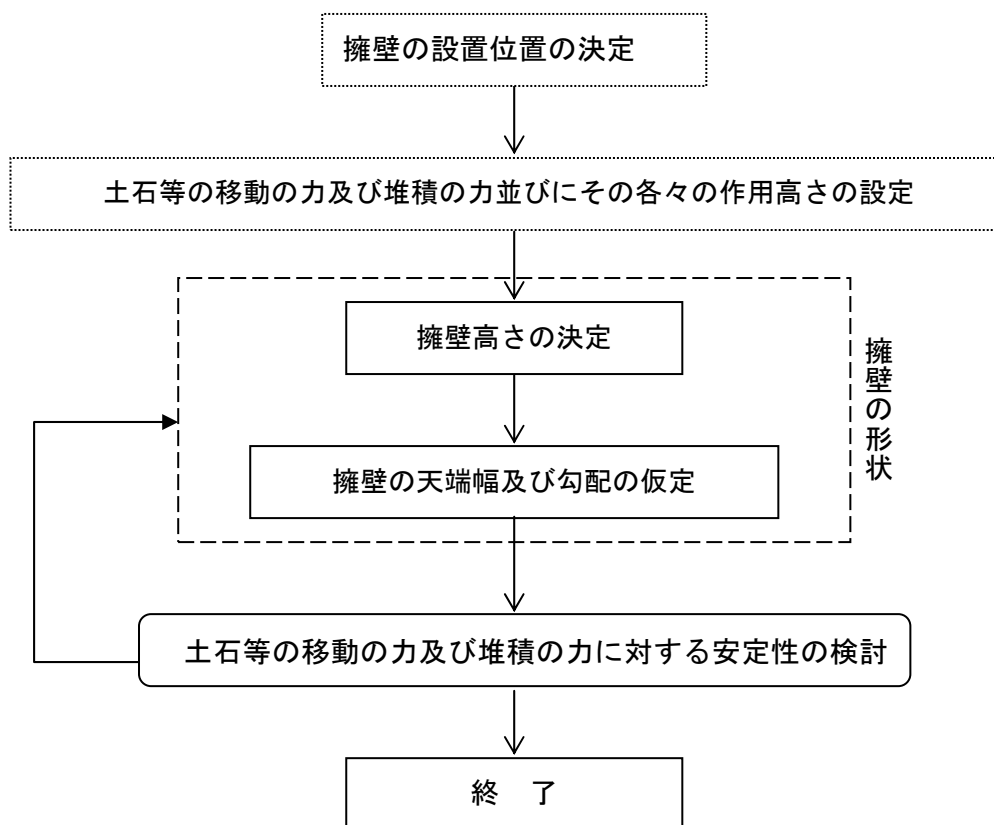 擁壁の設置位置の決定
土石等の移動の力及び堆積の力並びにその各々の作用高さの設定
擁壁高さの決定
擁壁の天端幅及び勾配の仮定
擁壁の形状
土石等の移動の力及び堆積の力に対する安定性の検討
終　了